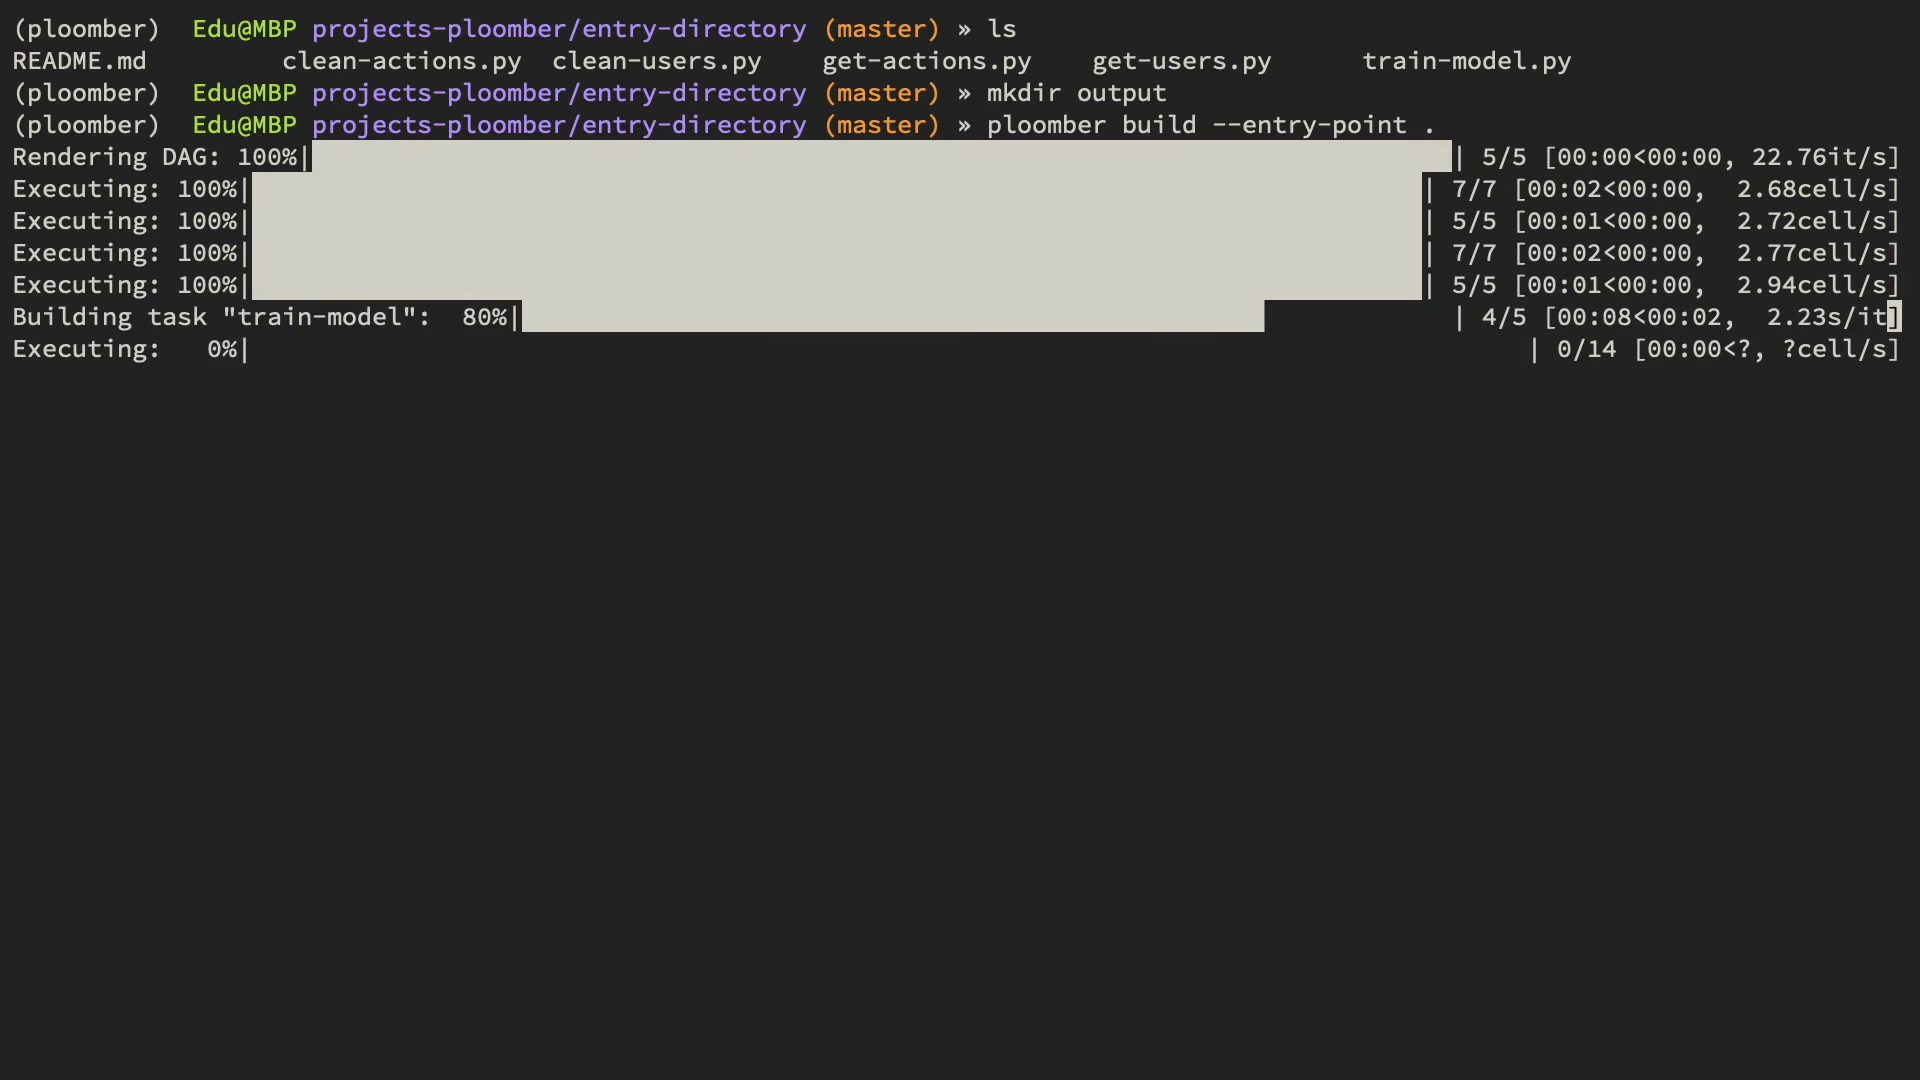 (ploomber)  Edu@MBP projects-ploomber/entry-directory (master) » ls
README.md         clean-actions.py  clean-users.py    get-actions.py    get-users.py      train-model.py
(ploomber)  Edu@MBP projects-ploomber/entry-directory (master) » mkdir output
(ploomber)  Edu@MBP projects-ploomber/entry-directory (master) » ploomber build --entry-point .
Rendering DAG: 100%| | 5/5 [00:00<00:00, 22.76it/s]
Executing: 100%| | 7/7 [00:02<00:00,  2.68cell/s]
Executing: 100%| | 5/5 [00:01<00:00,  2.72cell/s]
Executing: 100%| | 7/7 [00:02<00:00,  2.77cell/s]
Executing: 100%| | 5/5 [00:01<00:00,  2.94cell/s]
Building task "train-model":  80%| | 4/5 [00:08<00:02,  2.23s/it]
Executing:   0%| | 0/14 [00:00<?, ?cell/s]